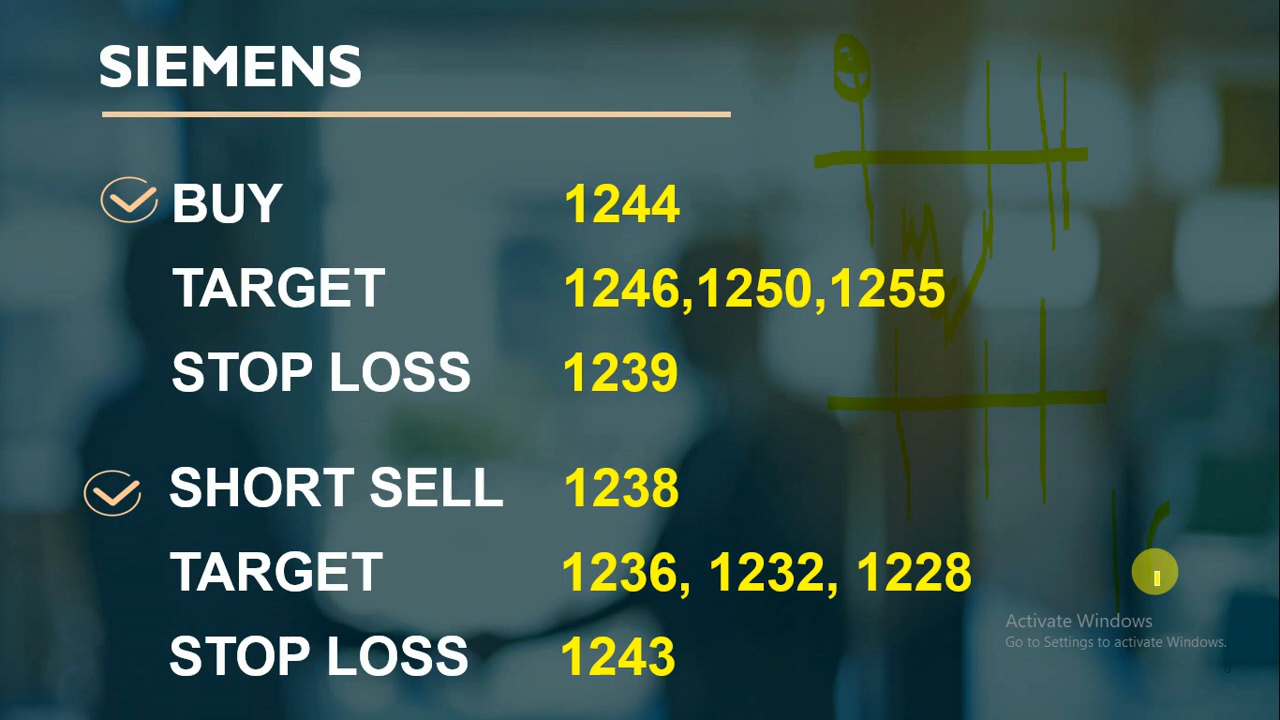 SIEMENS
BUY 1244
TARGET 1246,1250,1255
STOP LOSS 1239
SHORT SELL 1238
TARGET 1236, 1232, 1228
STOP LOSS 1243
Activate Windows
Go to Settings to activate Windows.